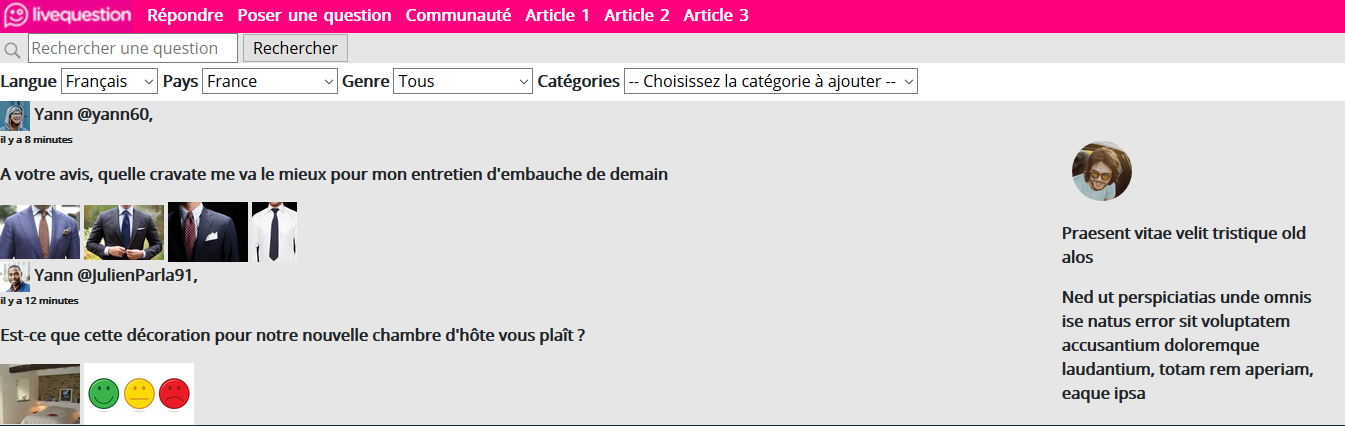 livequestion Répondre Poser une question Communauté Article 1 Article 2 Article 3
Rechercher une question Rechercher
Langue Français Pays France Genre Tous Catégories -- Choisissez la catégorie à ajouter --
Yann @yann60,
il y a 8 minutes
A votre avis, quelle cravate me va le mieux pour mon entretien d'embauche de demain
Yann @JulienParla91,
il y a 12 minutes
Est-ce que cette décoration pour notre nouvelle chambre d'hôte vous plaît ?
Praesent vitae velit tristique old
alos
Ned ut perspiciatias unde omnis
ise natus error sit voluptatem
accusantium doloremque
laudantium, totam rem aperiam,
eaque ipsa